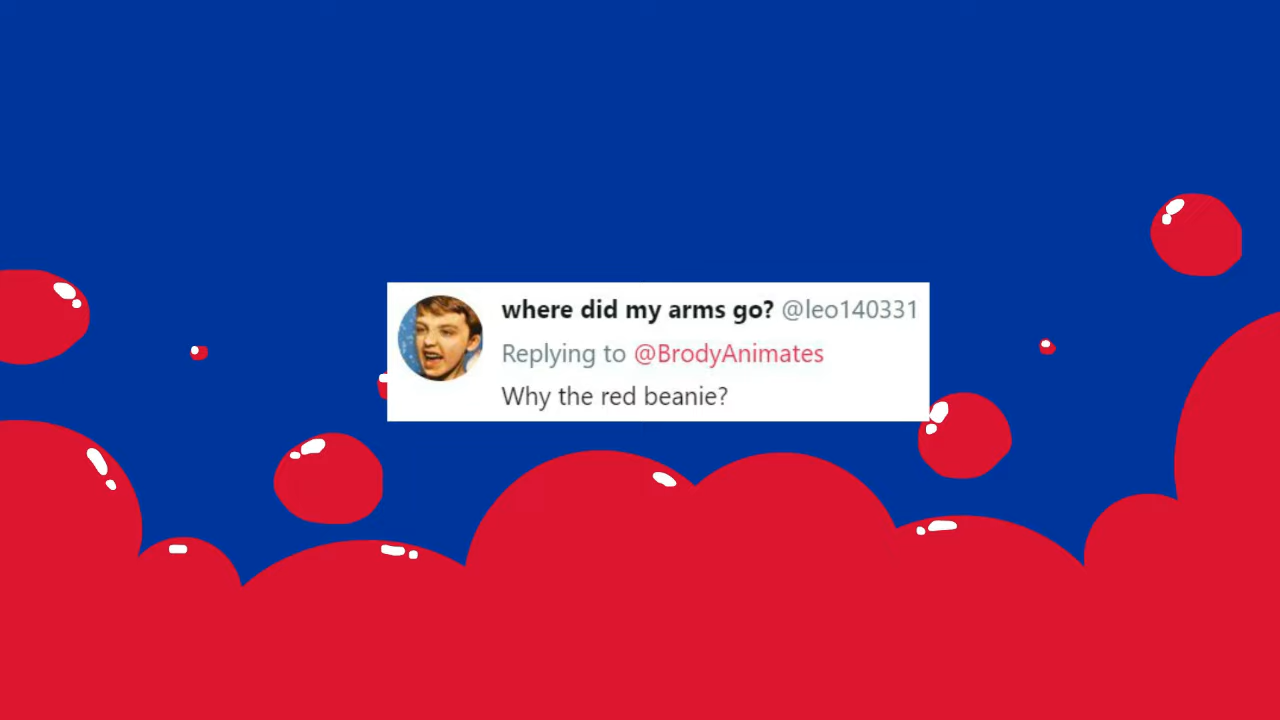 where did my arms go? @leo140331
Replying to @BrodyAnimates
Why the red beanie?